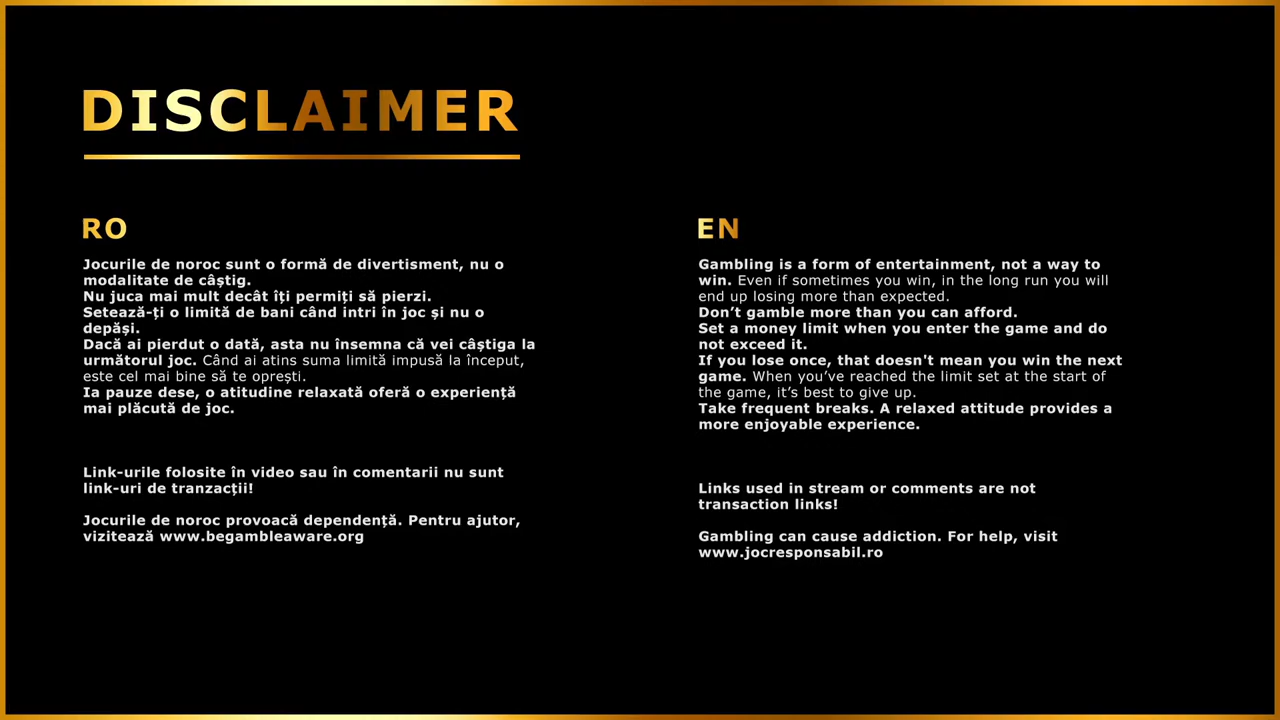 DISCLAIMER
RO
Jocurile de noroc sunt o formă de divertisment, nu o
modalitate de câștig.
Nu juca mai mult decât îți permiți să pierzi.
Setează-ți o limită de bani când intri în joc și nu o
depăși.
Dacă ai pierdut o dată, asta nu însemna că vei câștiga la
următorul joc. Când ai atins suma limită impusă la început,
este cel mai bine să te oprești.
Ia pauze dese, o atitudine relaxată oferă o experiență
mai plăcută de joc.
Link-urile folosite în video sau în comentarii nu sunt
link-uri de tranzacții!
Jocurile de noroc provoacă dependență. Pentru ajutor,
vizitează www.begambleaware.org
EN
Gambling is a form of entertainment, not a way to
win. Even if sometimes you win, in the long run you will
end up losing more than expected.
Don’t gamble more than you can afford.
Set a money limit when you enter the game and do
not exceed it.
If you lose once, that doesn't mean you win the next
game. When you’ve reached the limit set at the start of
the game, it’s best to give up.
Take frequent breaks. A relaxed attitude provides a
more enjoyable experience.
Links used in stream or comments are not
transaction links!
Gambling can cause addiction. For help, visit
www.jocresponsabil.ro